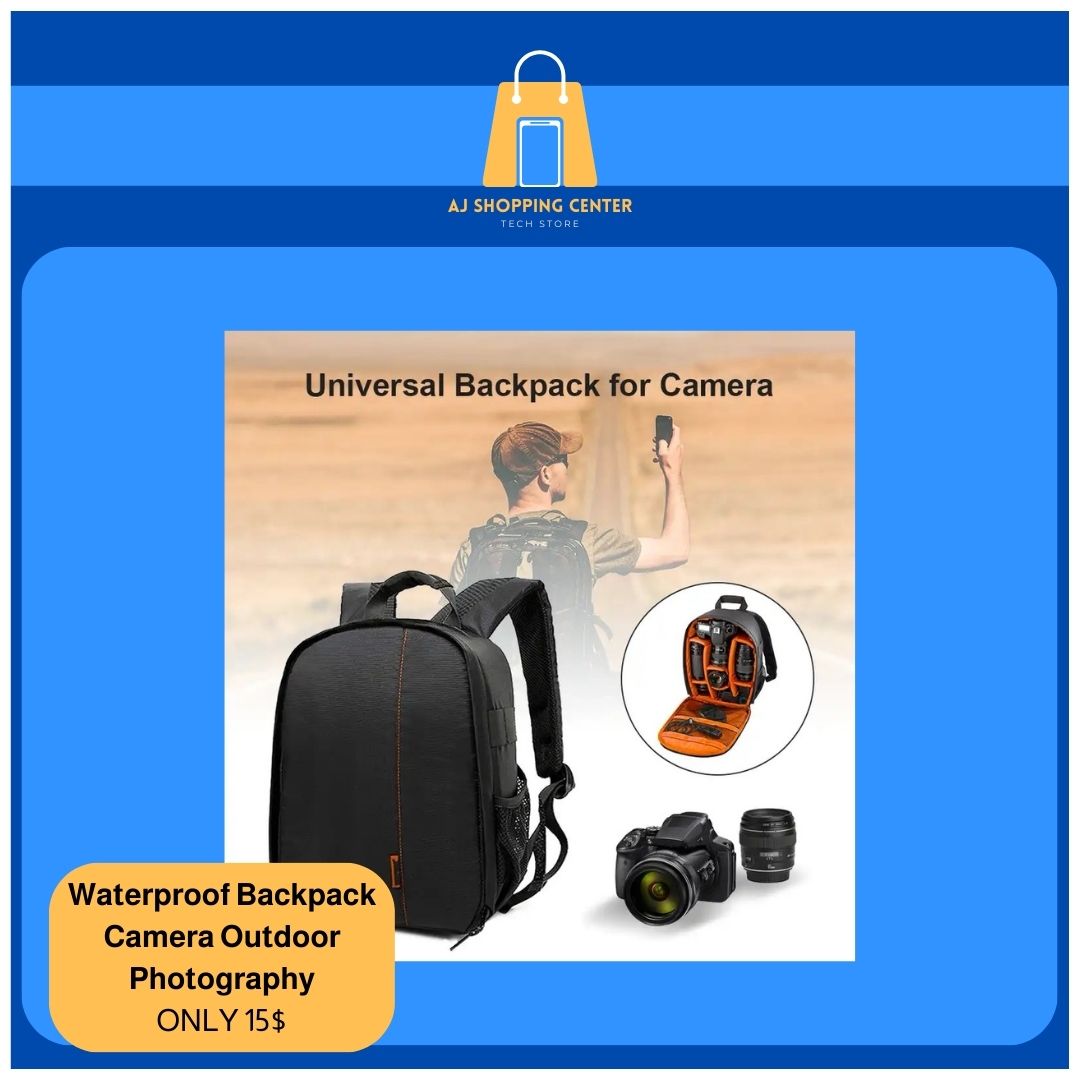 AJ SHOPPING CENTER
TECH STORE
Universal Backpack for Camera
Waterproof Backpack
Camera Outdoor
Photography
ONLY 15$